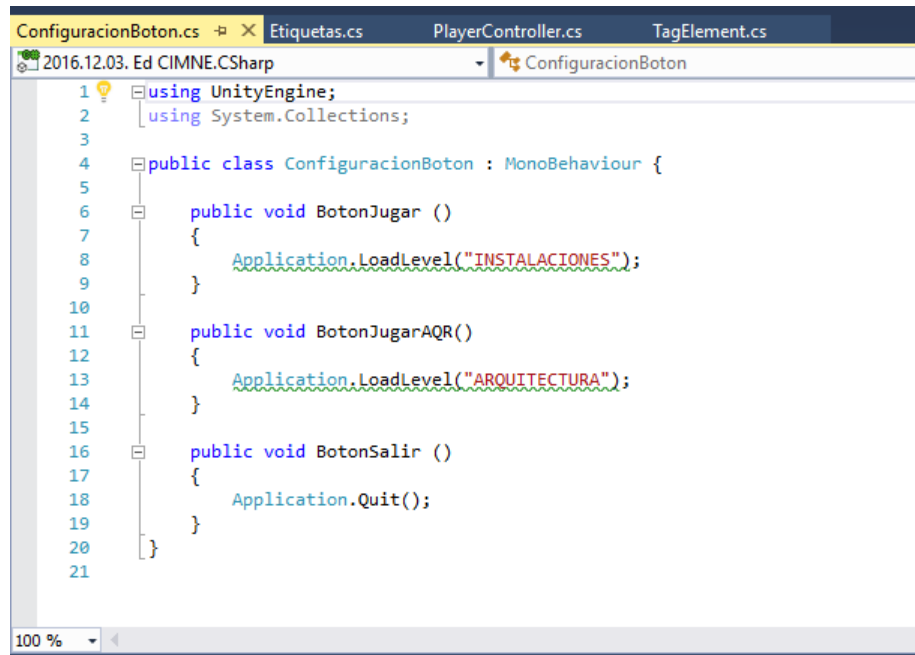 ConfiguracionBoton.cs Etiquetas.cs PlayerController.cs TagElement.cs
2016.12.03. Ed CIMNE.CSharp ConfiguracionBoton
1 using UnityEngine;
2 using System.Collections;
3
4 public class ConfiguracionBoton : MonoBehaviour {
5
6 public void BotonJugar ()
7 {
8 Application.LoadLevel("INSTALACIONES");
9 }
10
11 public void BotonJugarAQR()
12 {
13 Application.LoadLevel("ARQUITECTURA");
14 }
15
16 public void BotonSalir ()
17 {
18 Application.Quit();
19 }
20 }
21
100 %